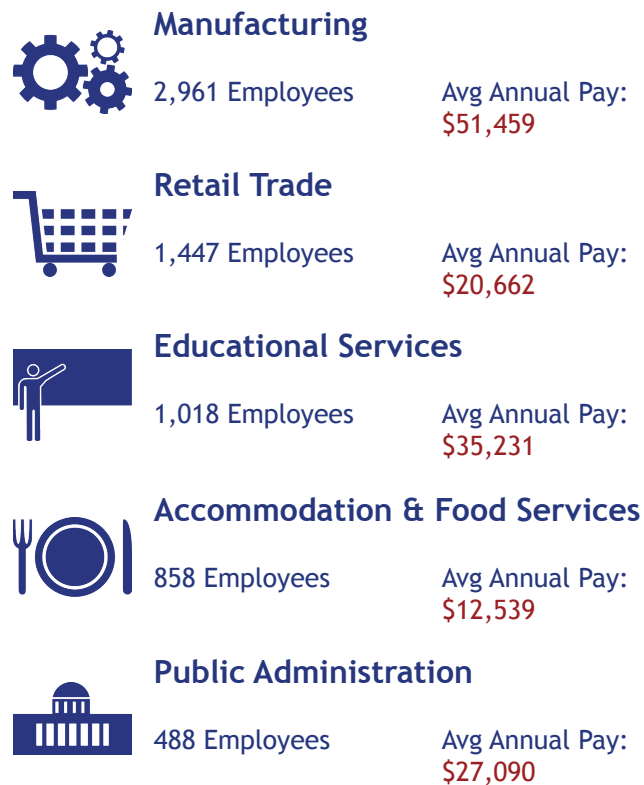 Manufacturing
2,961 Employees
Avg Annual Pay:
$51,459
Retail Trade
1,447 Employees
Avg Annual Pay:
$20,662
Educational Services
1,018 Employees
Avg Annual Pay:
$35,231
Accommodation & Food Services
858 Employees
Avg Annual Pay:
$12,539
Public Administration
488 Employees
Avg Annual Pay:
$27,090